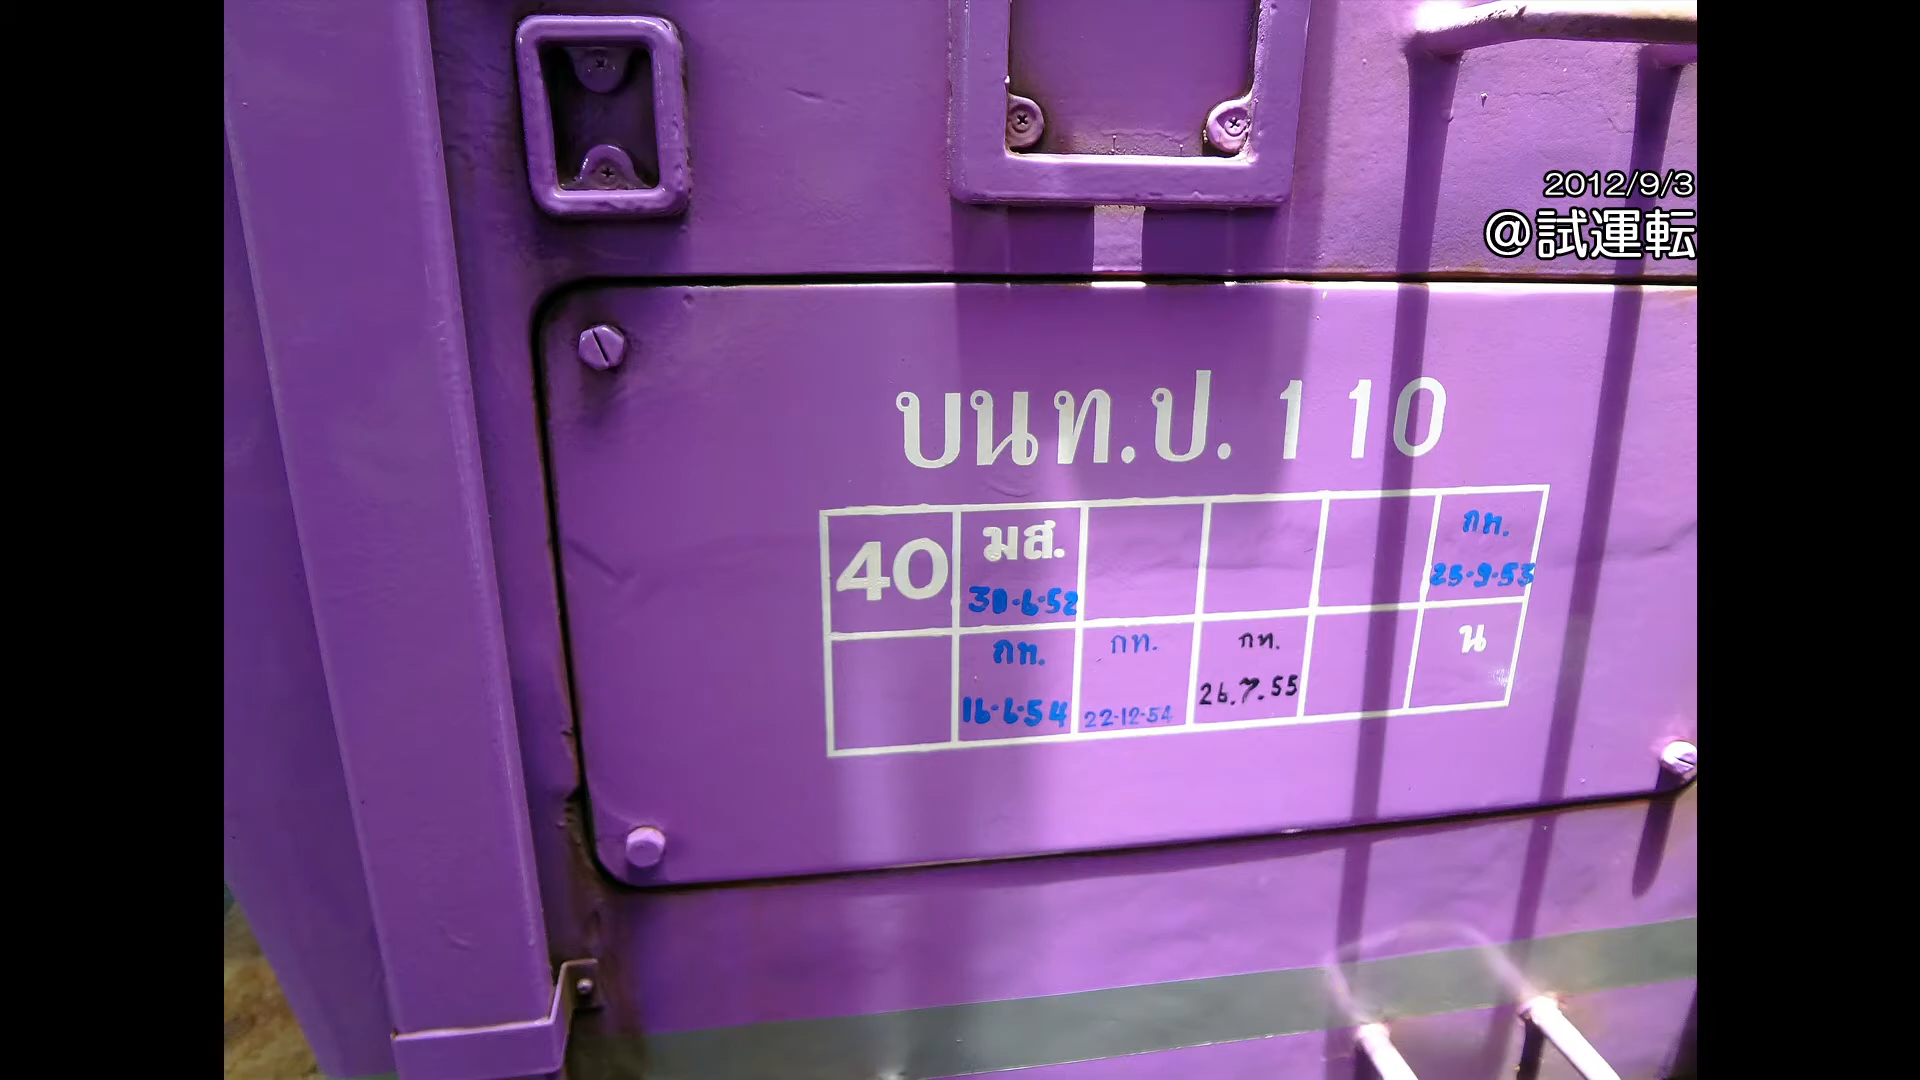 2012/9/3
@試運転
บนท.ป. 110
40 มส. กท.
30-6-52 25-9-53
กท. กท. กท. น
16-6-54 22-12-54 26.7.55